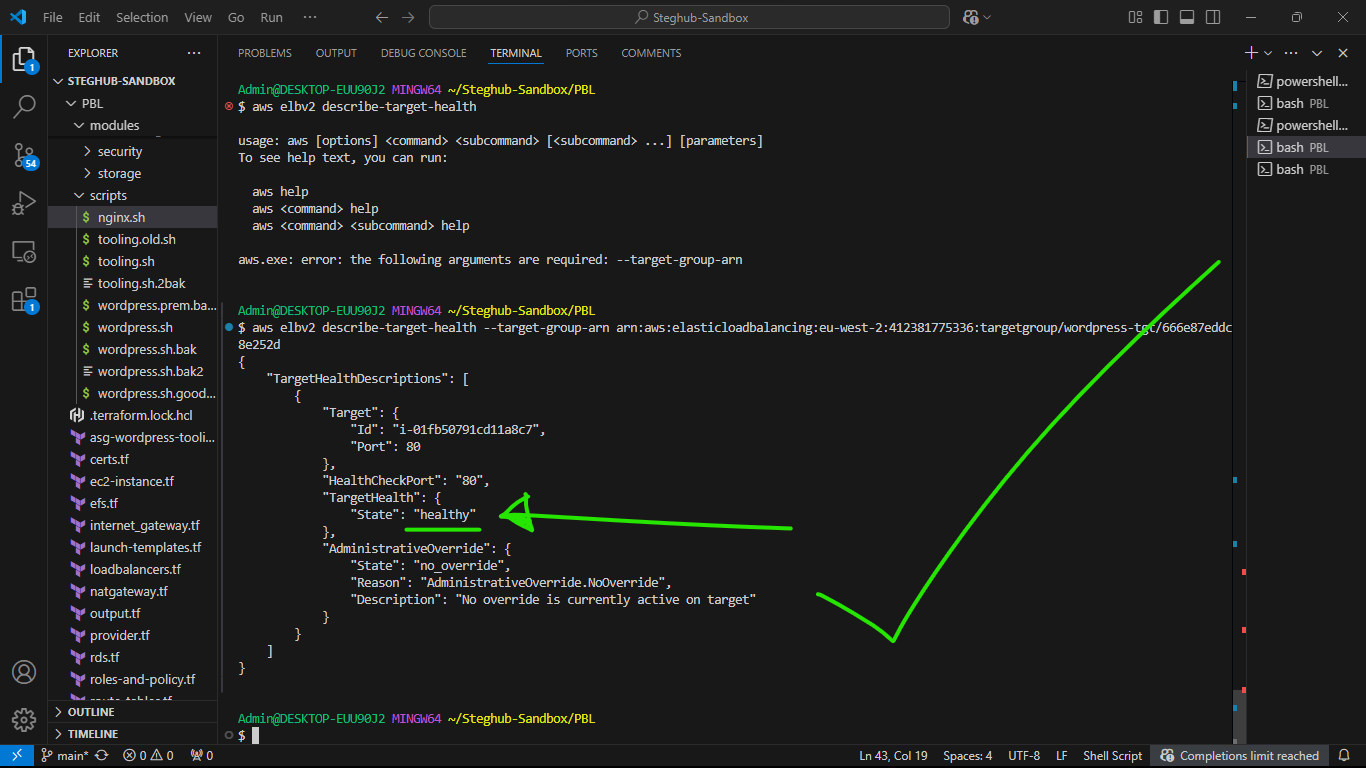 File Edit Selection View Go Run ···
Steghub-Sandbox
EXPLORER ···
STEGHUB-SANDBOX
PBL
modules
security
storage
scripts
$ nginx.sh
$ tooling.old.sh
$ tooling.sh
tooling.sh.2bak
$ wordpress.prem.ba...
$ wordpress.sh
$ wordpress.sh.bak
wordpress.sh.bak2
$ wordpress.sh.good...
.terraform.lock.hcl
asg-wordpress-tooli...
certs.tf
ec2-instance.tf
efs.tf
internet_gateway.tf
launch-templates.tf
loadbalancers.tf
natgateway.tf
output.tf
provider.tf
rds.tf
roles-and-policy.tf
OUTLINE
TIMELINE
1
54
1
PROBLEMS OUTPUT DEBUG CONSOLE TERMINAL PORTS COMMENTS
Admin@DESKTOP-EUU90J2 MINGW64 ~/Steghub-Sandbox/PBL
$ aws elbv2 describe-target-health
usage: aws [options] <command> <subcommand> [<subcommand> ...] [parameters]
To see help text, you can run:
aws help
aws <command> help
aws <command> <subcommand> help
aws.exe: error: the following arguments are required: --target-group-arn
Admin@DESKTOP-EUU90J2 MINGW64 ~/Steghub-Sandbox/PBL
$ aws elbv2 describe-target-health --target-group-arn arn:aws:elasticloadbalancing:eu-west-2:412381775336:targetgroup/wordpress-tgt/666e87eddc
8e252d
{
"TargetHealthDescriptions": [
{
"Target": {
"Id": "i-01fb50791cd11a8c7",
"Port": 80
},
"HealthCheckPort": "80",
"TargetHealth": {
"State": "healthy"
},
"AdministrativeOverride": {
"State": "no_override",
"Reason": "AdministrativeOverride.NoOverride",
"Description": "No override is currently active on target"
}
}
]
}
Admin@DESKTOP-EUU90J2 MINGW64 ~/Steghub-Sandbox/PBL
$
powershell...
bash PBL
powershell...
bash PBL
bash PBL
main* 0 0 0
Ln 43, Col 19 Spaces: 4 UTF-8 LF Shell Script Completions limit reached